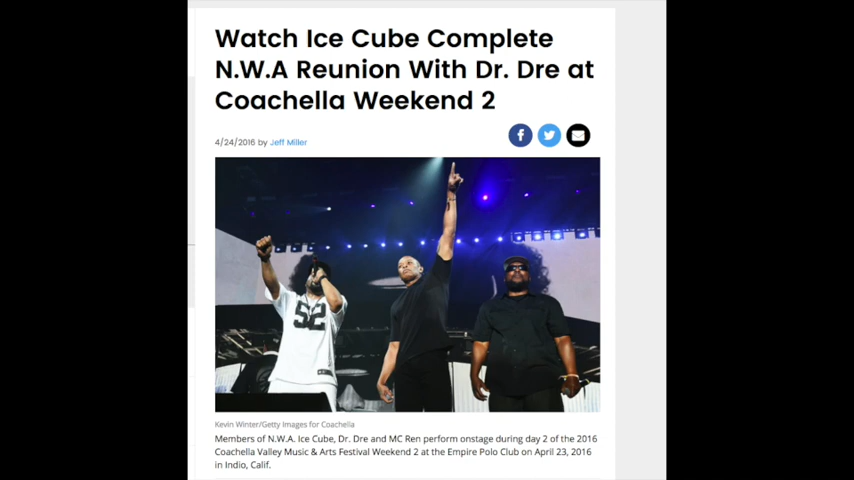 Watch Ice Cube Complete
N.W.A Reunion With Dr. Dre at
Coachella Weekend 2
4/24/2016 by Jeff Miller
52
Kevin Winter/Getty Images for Coachella
Members of N.W.A. Ice Cube, Dr. Dre and MC Ren perform onstage during day 2 of the 2016
Coachella Valley Music & Arts Festival Weekend 2 at the Empire Polo Club on April 23, 2016
in Indio, Calif.